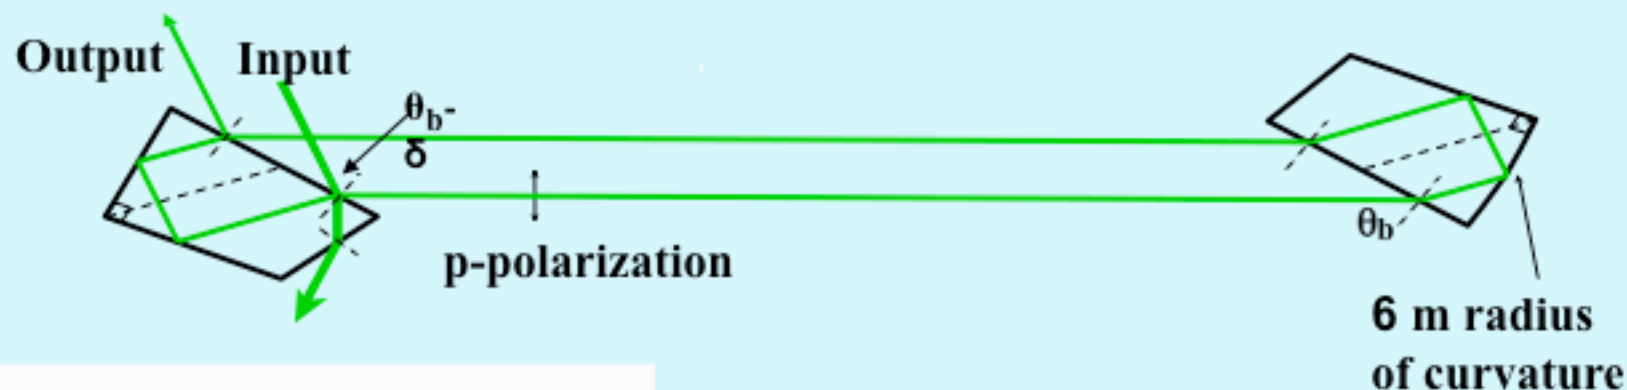 Output Input
θb-
δ
p-polarization
θb
6 m radius
of curvature